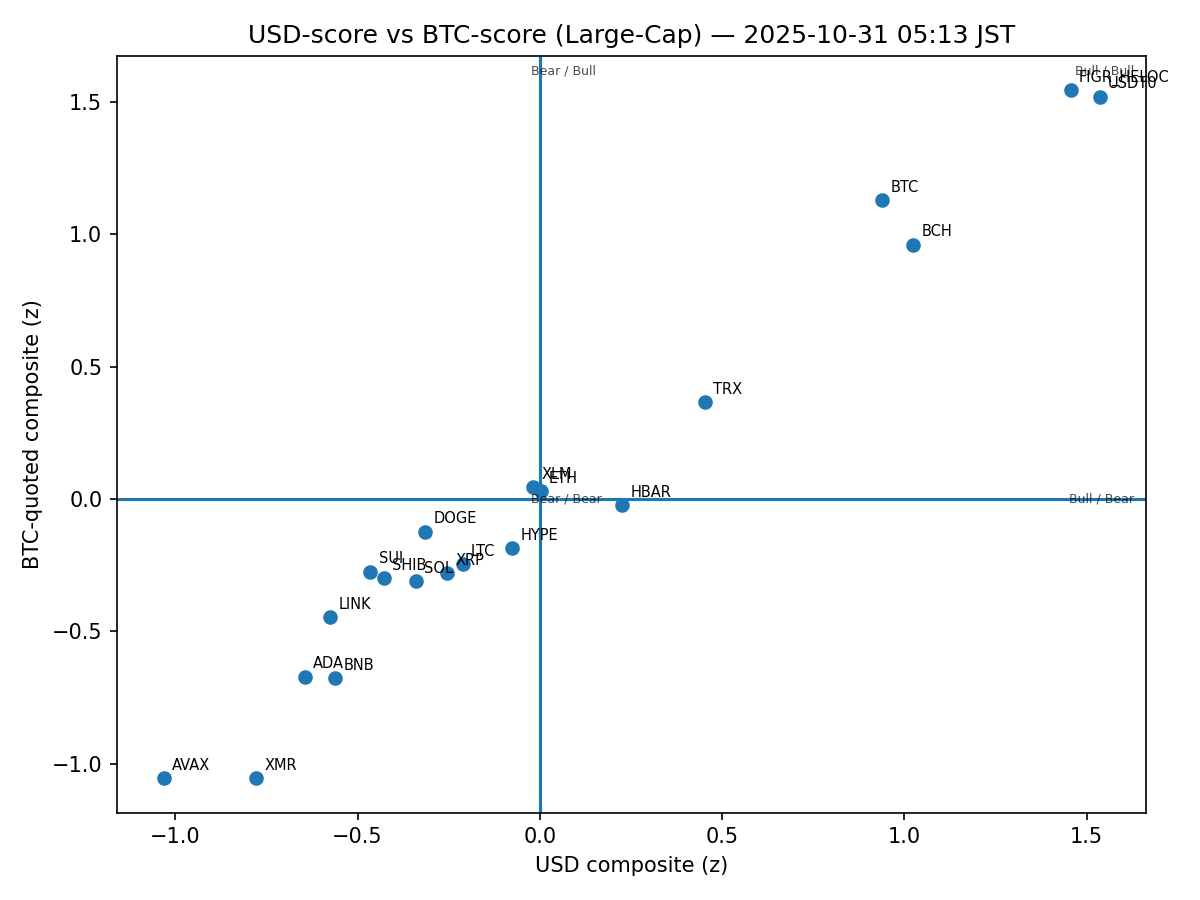 USD-score vs BTC-score (Large-Cap) — 2025-10-31 05:13 JST
Bear / Bull
Bull / Bull
FIGR_HELOC
USDT0
BTC
BCH
TRX
XLM
ETH
HBAR
Bear / Bear
Bull / Bear
DOGE
HYPE
LTC
XRP
SUI
SHIB
SOL
LINK
ADA
BNB
AVAX
XMR
1.5
1.0
0.5
0.0
−0.5
−1.0
−1.0
−0.5
0.0
0.5
1.0
1.5
BTC-quoted composite (z)
USD composite (z)